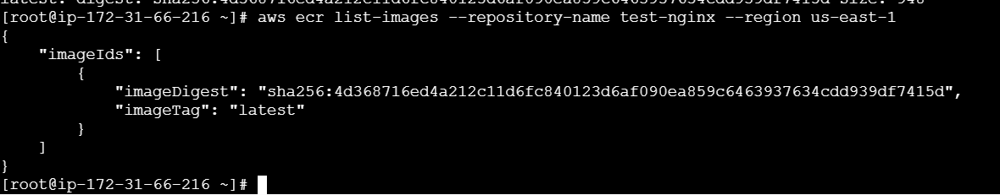 [root@ip-172-31-66-216 ~]# aws ecr list-images --repository-name test-nginx --region us-east-1
{
    "imageIds": [
        {
            "imageDigest": "sha256:4d368716ed4a212c11d6fc840123d6af090ea859c6463937634cdd939df7415d",
            "imageTag": "latest"
        }
    ]
}
[root@ip-172-31-66-216 ~]#